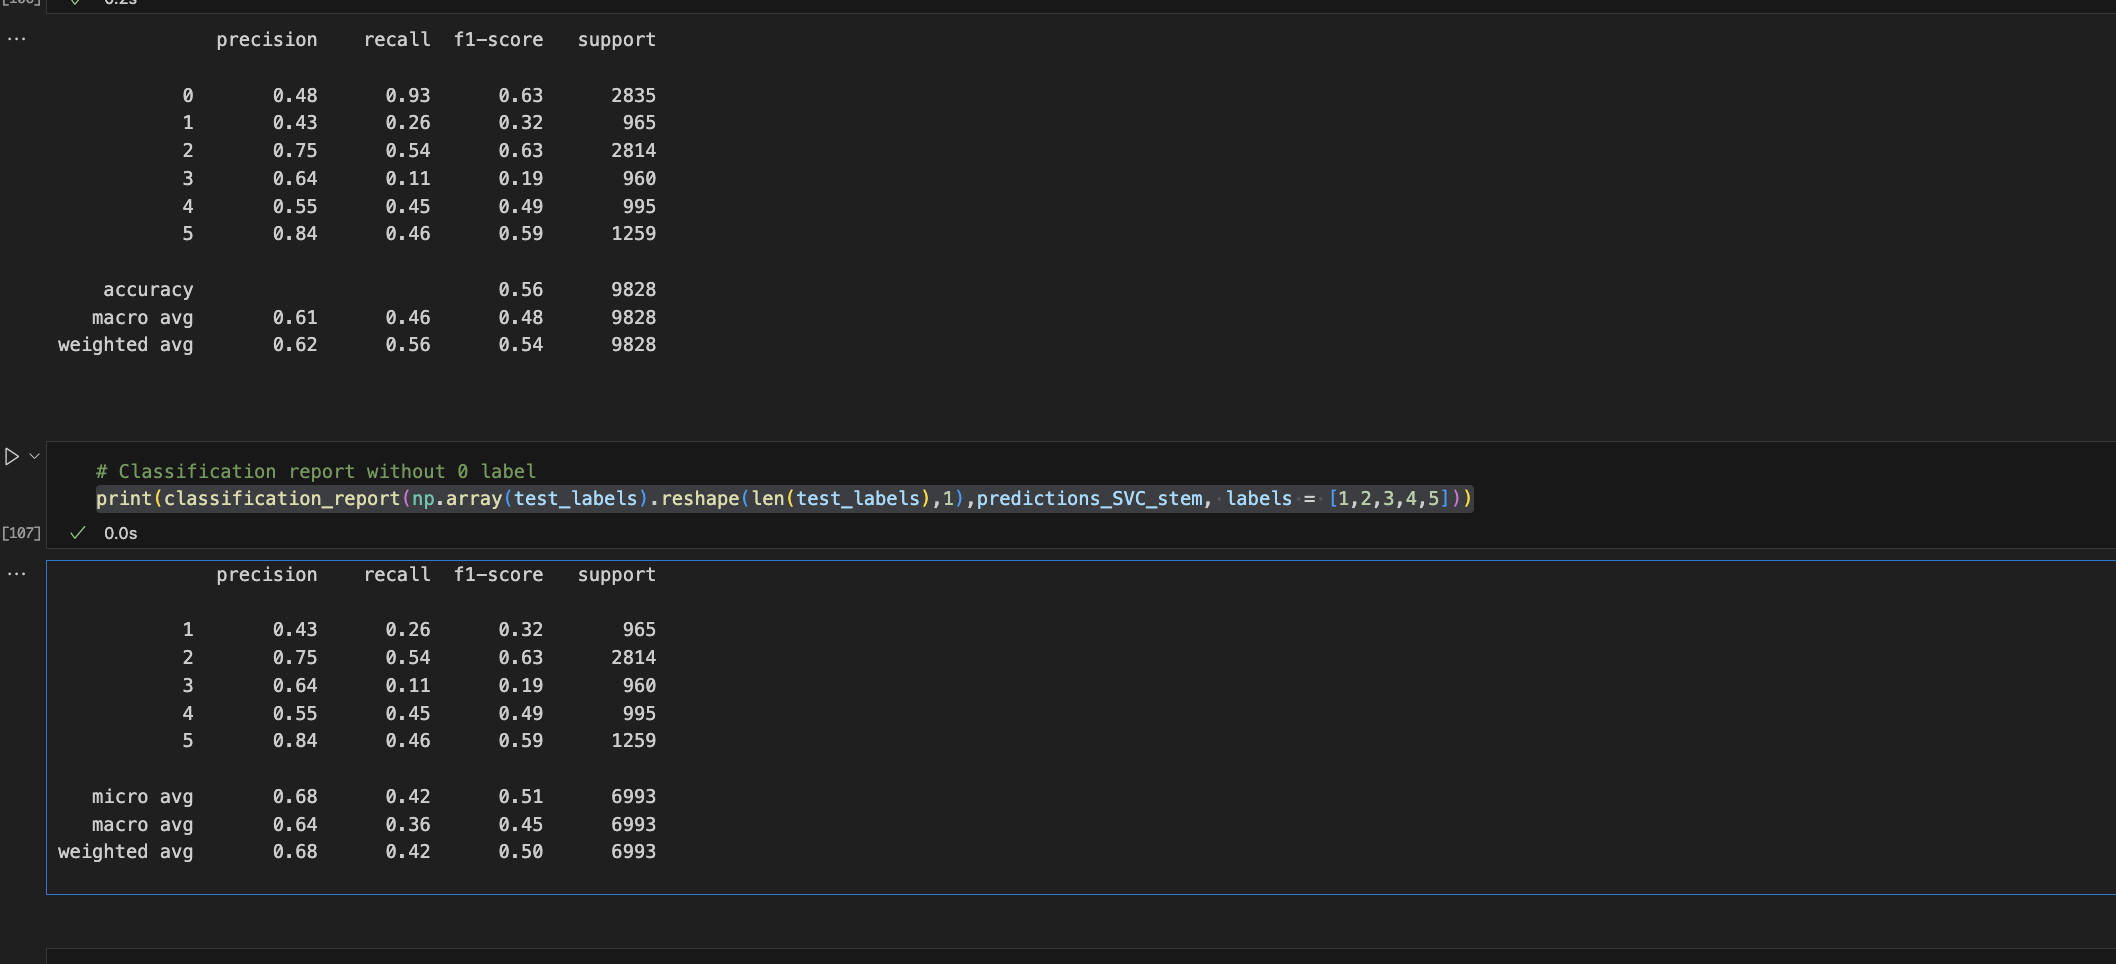 [106] 0.2s
precision recall f1-score support
0 0.48 0.93 0.63 2835
1 0.43 0.26 0.32 965
2 0.75 0.54 0.63 2814
3 0.64 0.11 0.19 960
4 0.55 0.45 0.49 995
5 0.84 0.46 0.59 1259
accuracy 0.56 9828
macro avg 0.61 0.46 0.48 9828
weighted avg 0.62 0.56 0.54 9828
# Classification report without 0 label
print(classification_report(np.array(test_labels).reshape(len(test_labels),1),predictions_SVC_stem, labels = [1,2,3,4,5]))
[107] 0.0s
precision recall f1-score support
1 0.43 0.26 0.32 965
2 0.75 0.54 0.63 2814
3 0.64 0.11 0.19 960
4 0.55 0.45 0.49 995
5 0.84 0.46 0.59 1259
micro avg 0.68 0.42 0.51 6993
macro avg 0.64 0.36 0.45 6993
weighted avg 0.68 0.42 0.50 6993